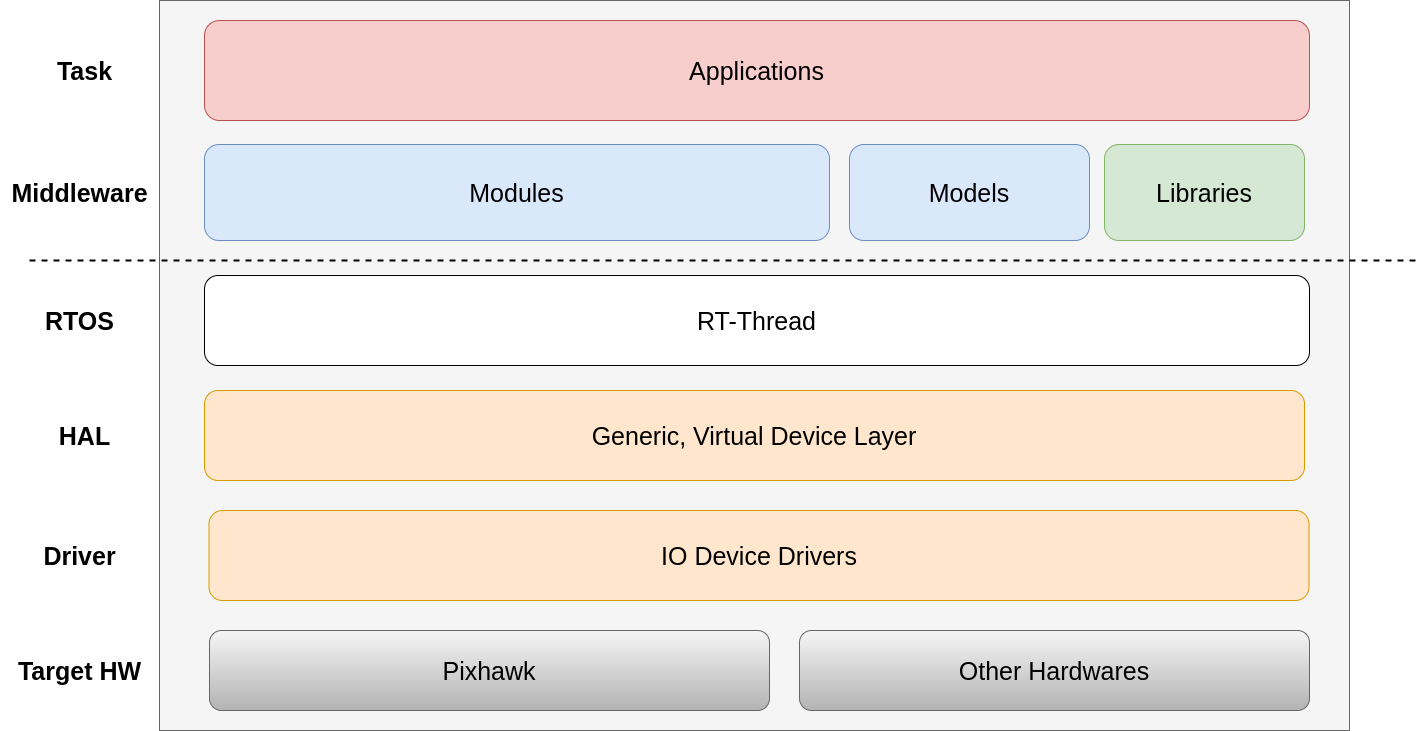 Task
Applications
Middleware
Modules
Models
Libraries
RTOS
RT-Thread
HAL
Generic, Virtual Device Layer
Driver
IO Device Drivers
Target HW
Pixhawk
Other Hardwares